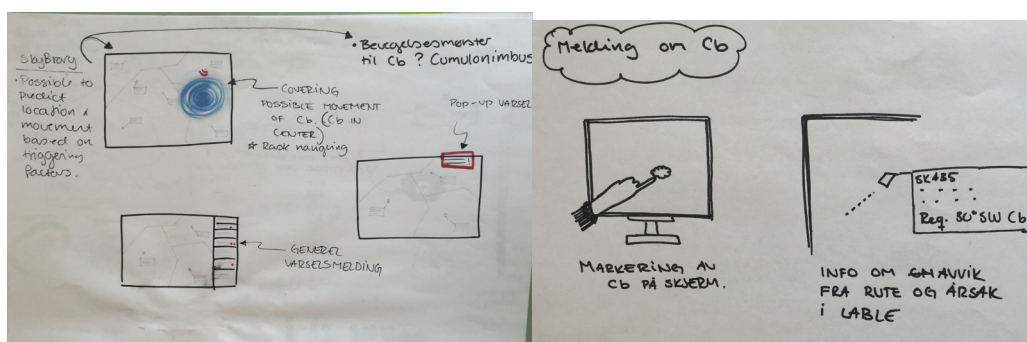 SkyBrary
• Possible to
predict
location &
movement
based on
triggering
factors.
• Bevegelsesmønster
til Cb ? Cumulonimbus
COVERING
POSSIBLE MOVEMENT
OF Cb. (Cb IN
CENTER)
POP-UP VARSEL
GENEREL
VARSELSMELDING
Melding om Cb
MARKERING AV
Cb PÅ SKJERM.
SK485
Req. 30° SW Cb
INFO OM AVVIK
FRA RUTE OG ÅRSAK
i LABLE